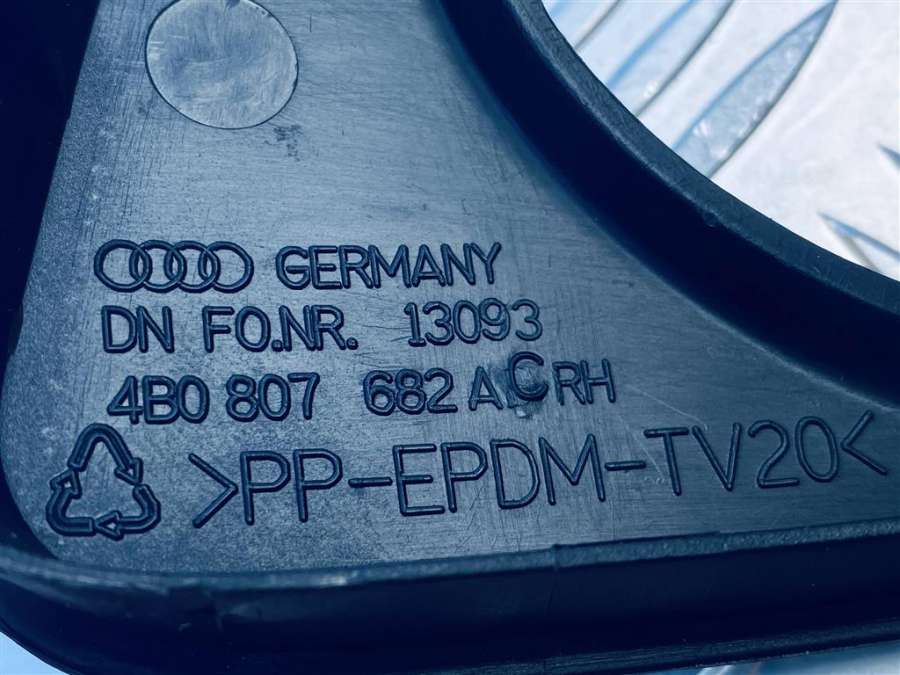 GERMANY
DN FO.NR. 13093
4B0 807 682 A C RH
>PP-EPDM-TV20<